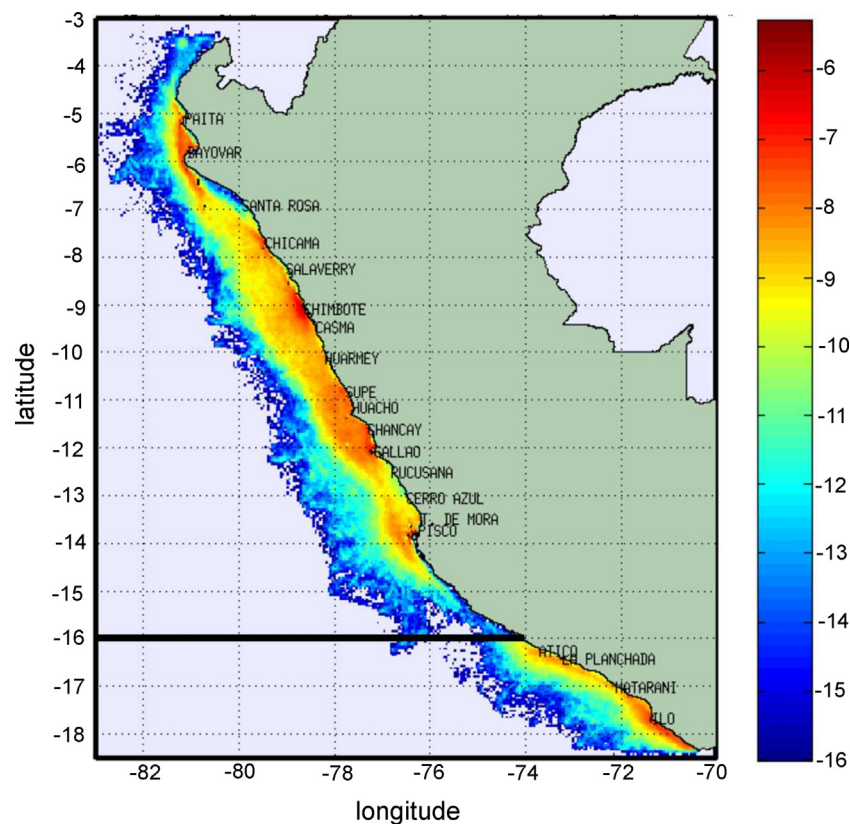 -3
-4
-5
-6
-7
-8
-9
-10
-11
-12
-13
-14
-15
-16
-17
-18
latitude
PAITA
BAYOVAR
SANTA ROSA
CHICAMA
SALAVERRY
CHIMBOTE
CASMA
HUARMEY
SUPE
HUACHO
CHANCAY
CALLAO
PUCUSANA
CERRO AZUL
T. DE MORA
PISCO
ATICO
LA PLANCHADA
MATARANI
ILO
-82
-80
-78
-76
-74
-72
-70
longitude
-6
-7
-8
-9
-10
-11
-12
-13
-14
-15
-16